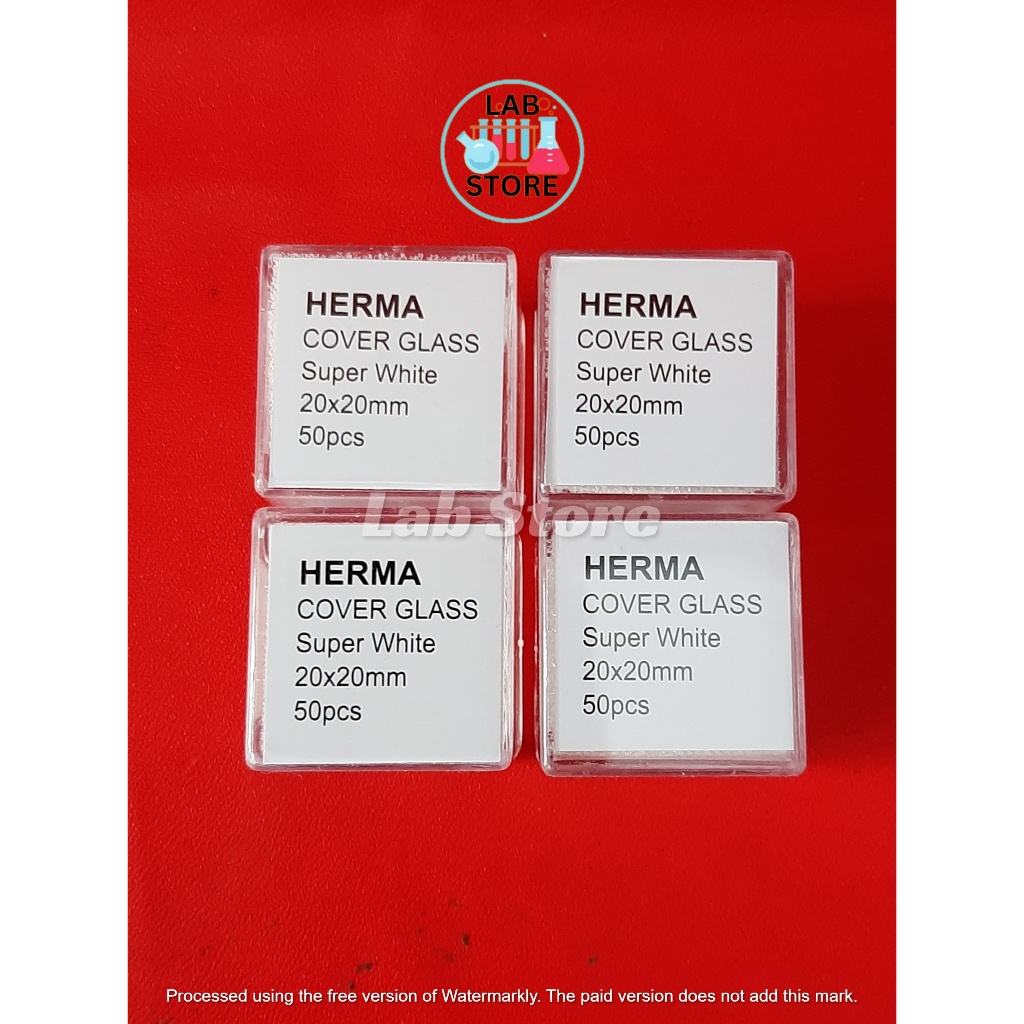 LAB
STORE
HERMA
COVER GLASS
Super White
20x20mm
50pcs
HERMA
COVER GLASS
Super White
20x20mm
50pcs
Lab Store
HERMA
COVER GLASS
Super White
20x20mm
50pcs
HERMA
COVER GLASS
Super White
20x20mm
50pcs
Processed using the free version of Watermarkly. The paid version does not add this mark.